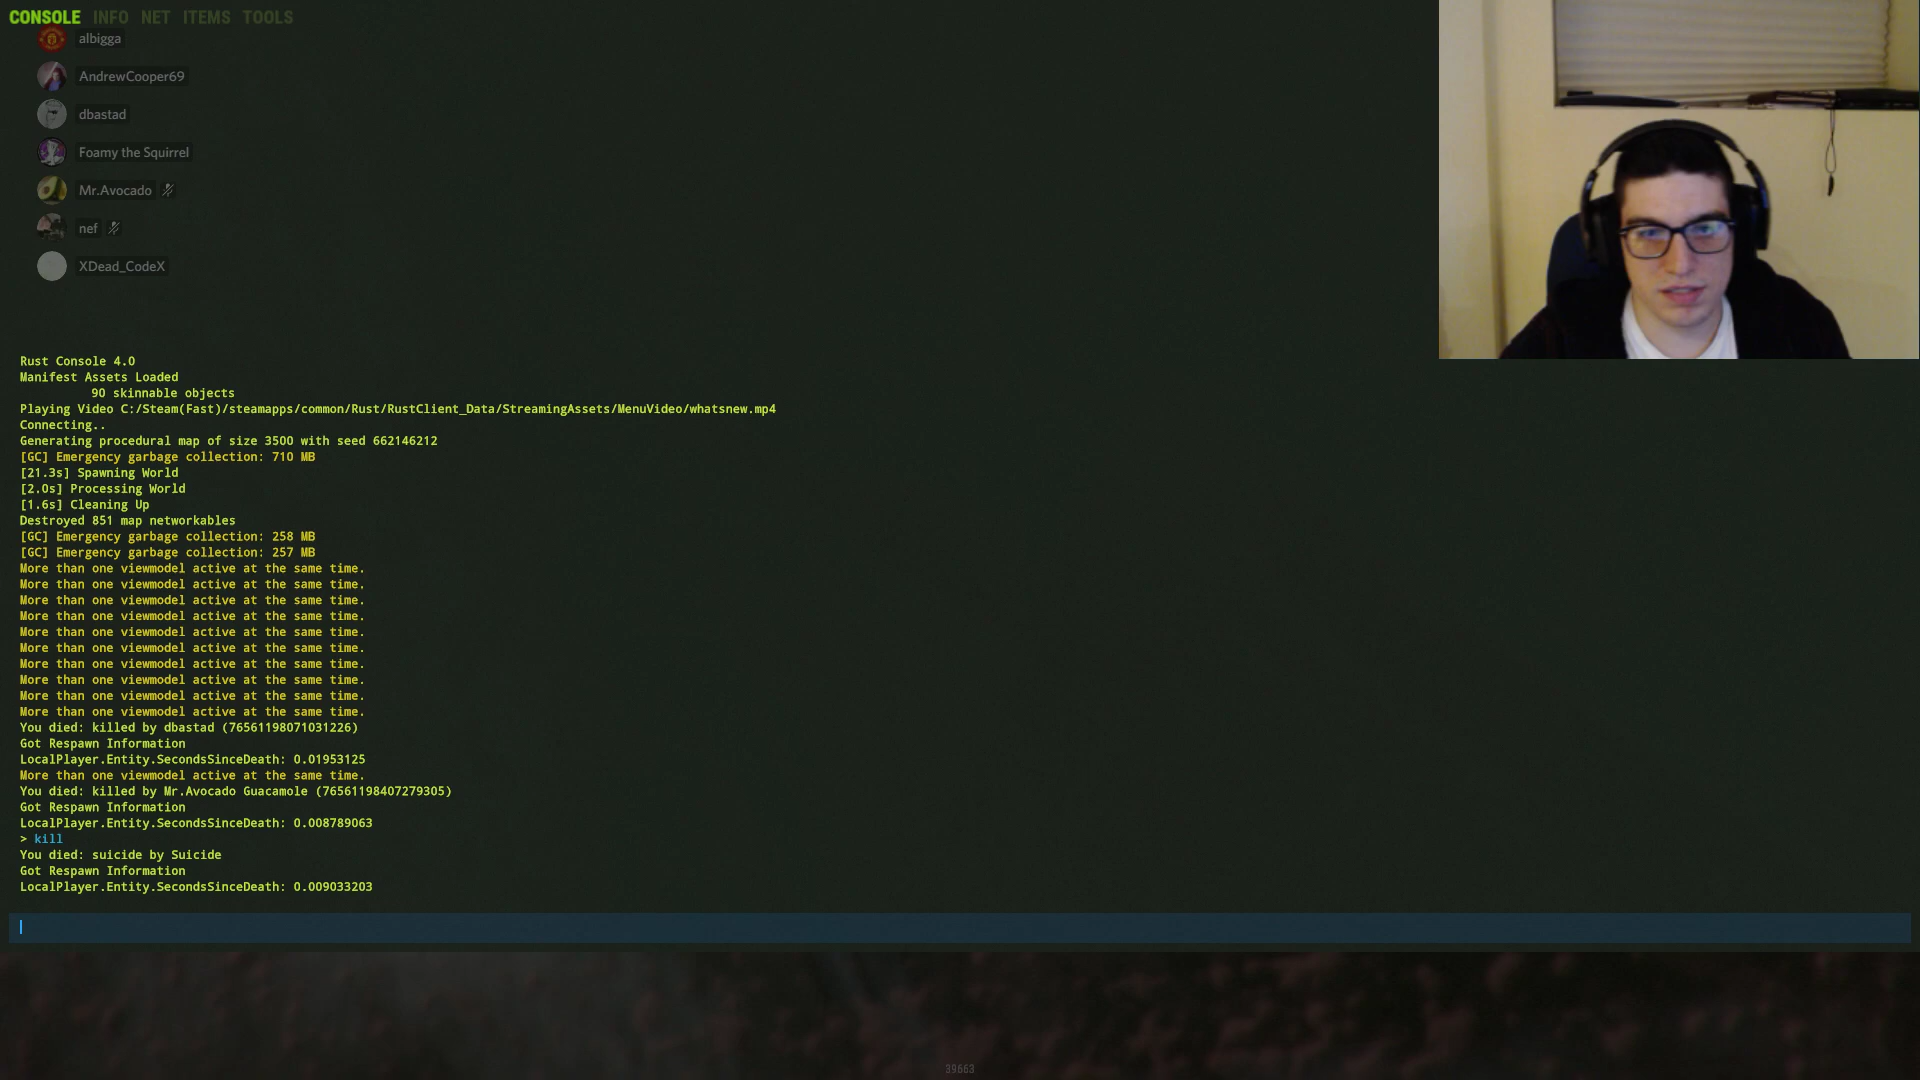 CONSOLE INFO NET ITEMS TOOLS
albigga
AndrewCooper69
dbastad
Foamy the Squirrel
Mr.Avocado
nef
XDead_CodeX
Rust Console 4.0
Manifest Assets Loaded
90 skinnable objects
Playing Video C:/Steam(Fast)/steamapps/common/Rust/RustClient_Data/StreamingAssets/MenuVideo/whatsnew.mp4
Connecting..
Generating procedural map of size 3500 with seed 662146212
[GC] Emergency garbage collection: 710 MB
[21.3s] Spawning World
[2.0s] Processing World
[1.6s] Cleaning Up
Destroyed 851 map networkables
[GC] Emergency garbage collection: 258 MB
[GC] Emergency garbage collection: 257 MB
More than one viewmodel active at the same time.
More than one viewmodel active at the same time.
More than one viewmodel active at the same time.
More than one viewmodel active at the same time.
More than one viewmodel active at the same time.
More than one viewmodel active at the same time.
More than one viewmodel active at the same time.
More than one viewmodel active at the same time.
More than one viewmodel active at the same time.
More than one viewmodel active at the same time.
You died: killed by dbastad (76561198071031226)
Got Respawn Information
LocalPlayer.Entity.SecondsSinceDeath: 0.01953125
More than one viewmodel active at the same time.
You died: killed by Mr.Avocado Guacamole (76561198407279305)
Got Respawn Information
LocalPlayer.Entity.SecondsSinceDeath: 0.008789063
> kill
You died: suicide by Suicide
Got Respawn Information
LocalPlayer.Entity.SecondsSinceDeath: 0.009033203
39663